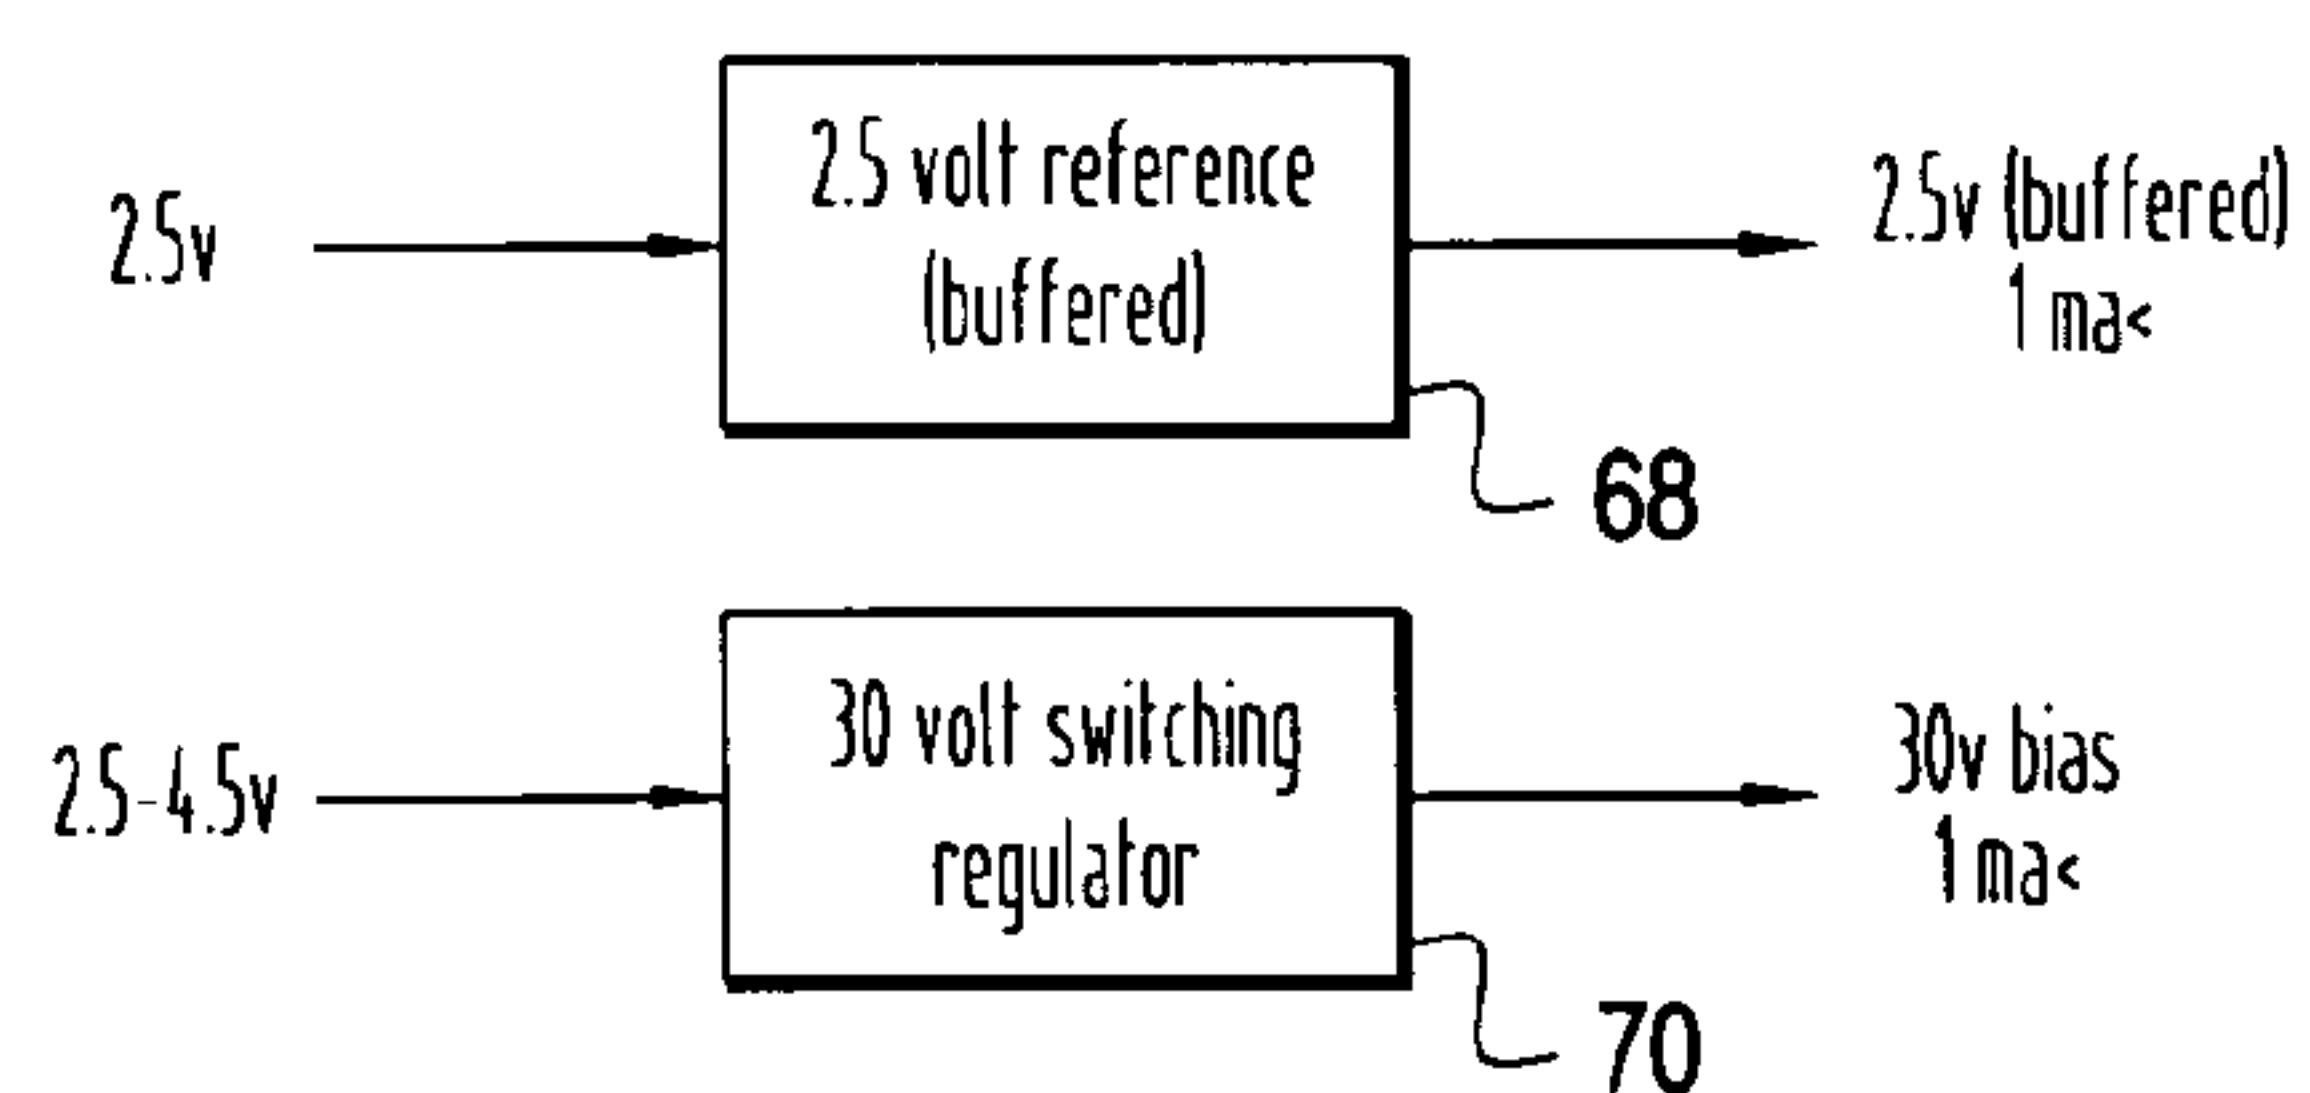 2.5v
2.5 volt reference
(buffered)
2.5v (buffered)
1 ma<
68
2.5-4.5v
30 volt switching
regulator
30v bias
1 ma<
70